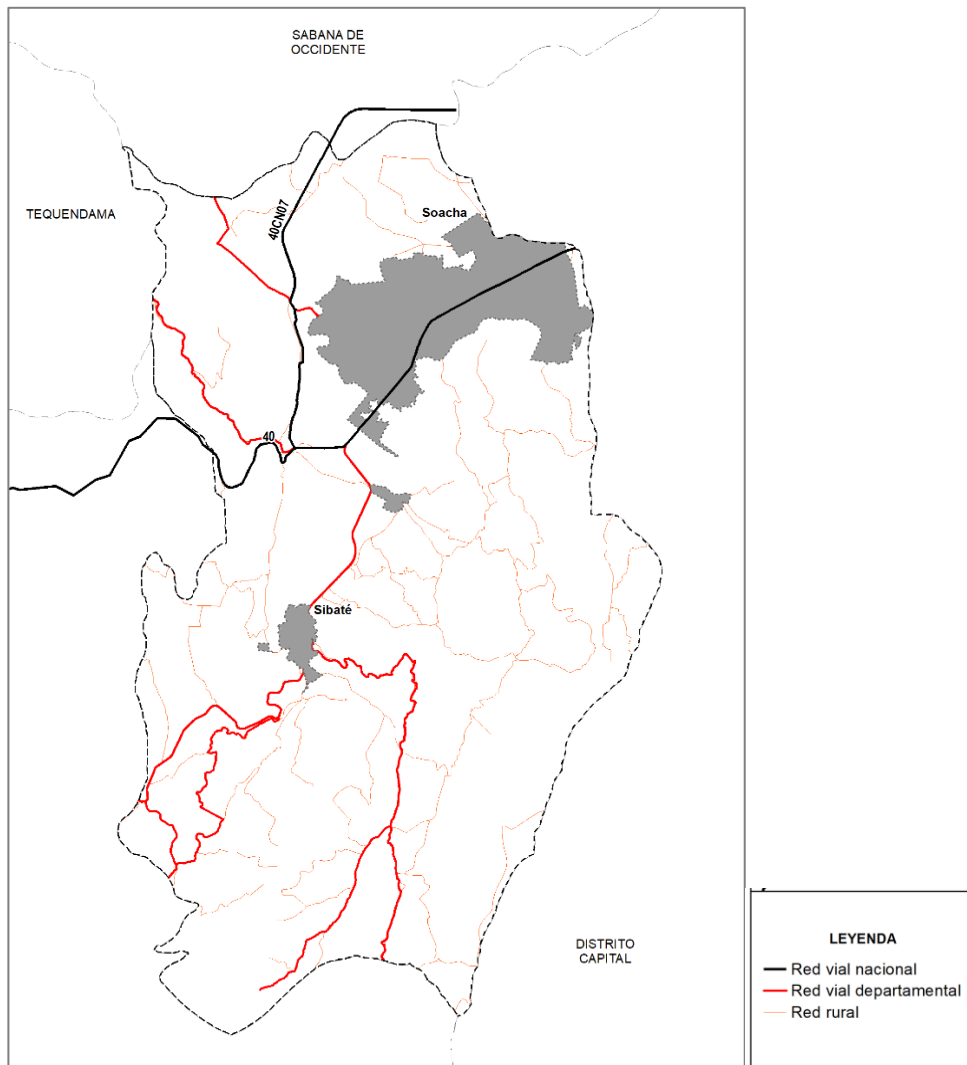 SABANA DE
OCCIDENTE
TEQUENDAMA
40CN07
Soacha
40
Sibaté
DISTRITO
CAPITAL
LEYENDA
Red vial nacional
Red vial departamental
Red rural